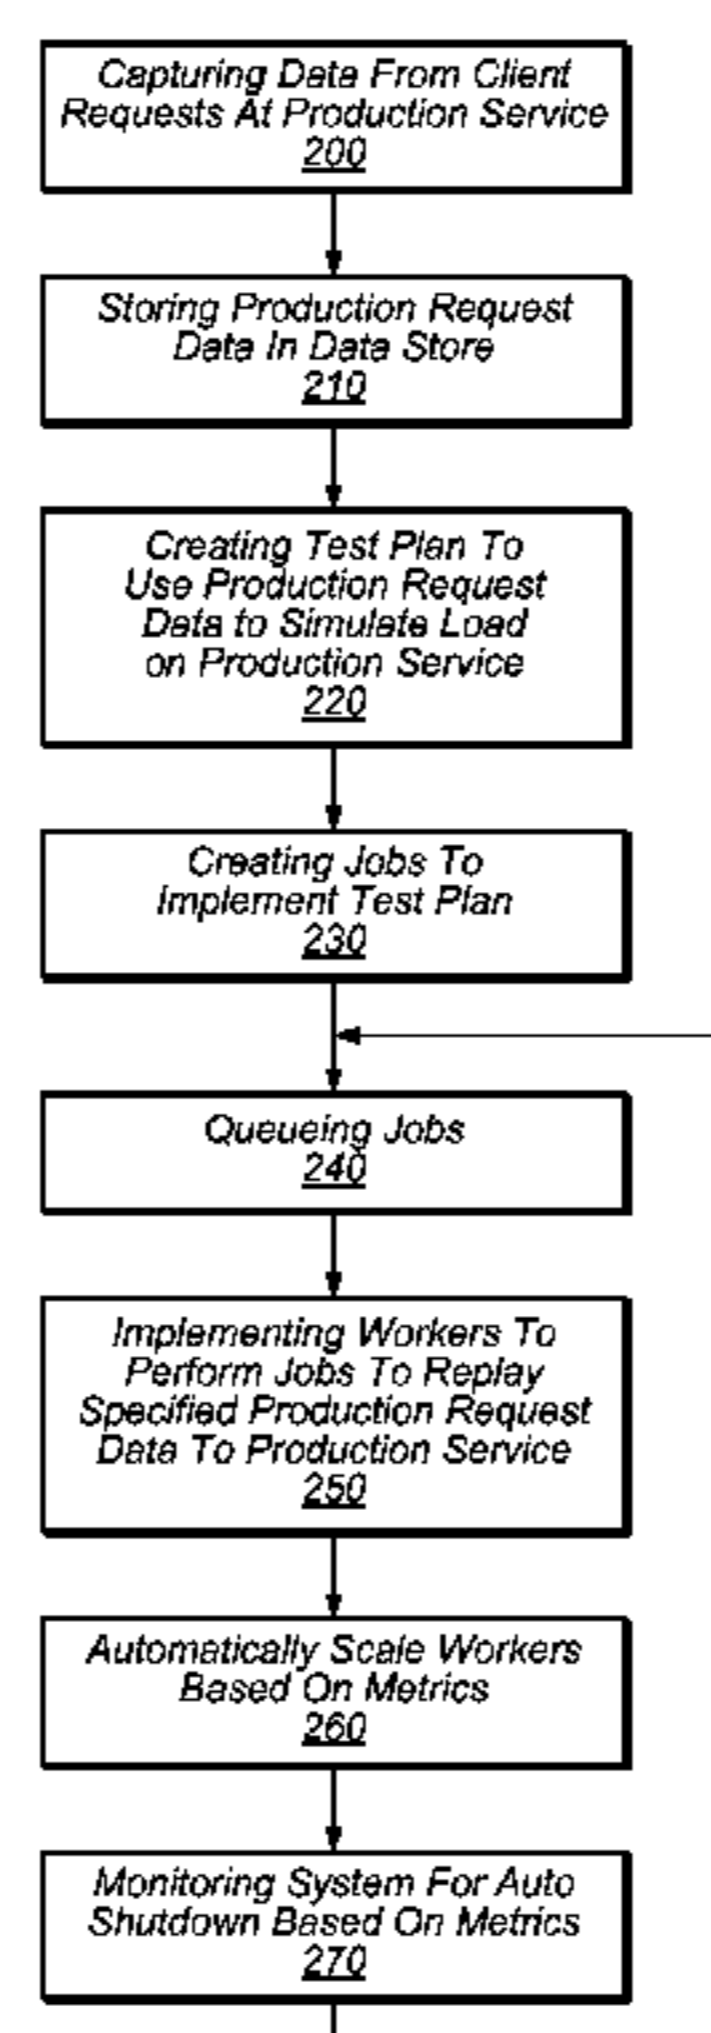 Capturing Data From Client
Requests At Production Service
200
Storing Production Request
Data In Data Store
210
Creating Test Plan To
Use Production Request
Data to Simulate Load
on Production Service
220
Creating Jobs To
Implement Test Plan
230
Queueing Jobs
240
Implementing Workers To
Perform Jobs To Replay
Specified Production Request
Data To Production Service
250
Automatically Scale Workers
Based On Metrics
260
Monitoring System For Auto
Shutdown Based On Metrics
270